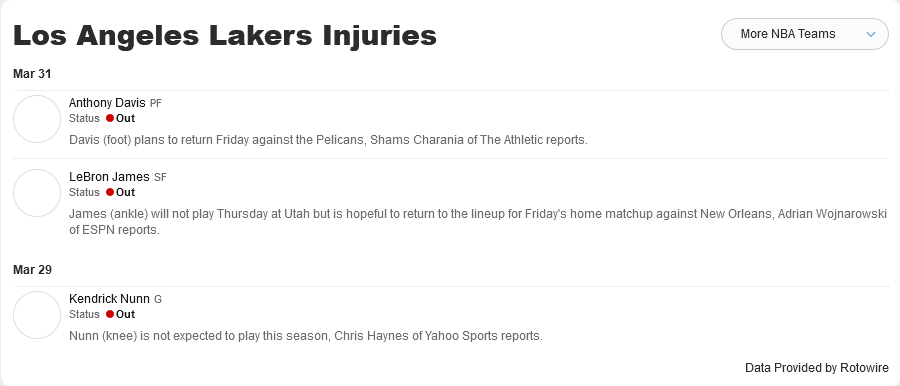 Los Angeles Lakers Injuries
More NBA Teams
Mar 31
Anthony Davis PF
Status Out
Davis (foot) plans to return Friday against the Pelicans, Shams Charania of The Athletic reports.
LeBron James SF
Status Out
James (ankle) will not play Thursday at Utah but is hopeful to return to the lineup for Friday's home matchup against New Orleans, Adrian Wojnarowski
of ESPN reports.
Mar 29
Kendrick Nunn G
Status Out
Nunn (knee) is not expected to play this season, Chris Haynes of Yahoo Sports reports.
Data Provided by Rotowire